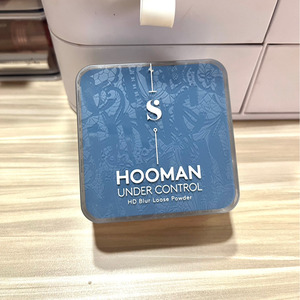 S
HOOMAN
UNDER CONTROL
HD Blur Loose Powder